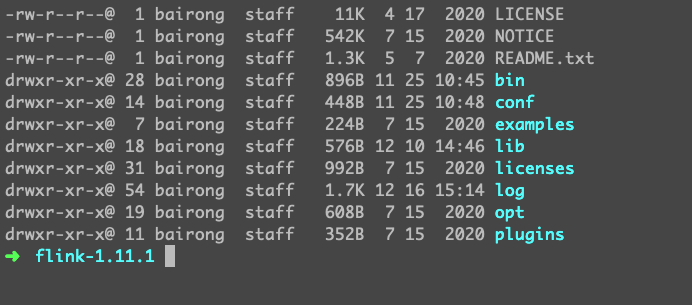 -rw-r--r--@  1 bairong  staff    11K  4 17  2020 LICENSE
-rw-r--r--@  1 bairong  staff   542K  7 15  2020 NOTICE
-rw-r--r--@  1 bairong  staff   1.3K  5  7  2020 README.txt
drwxr-xr-x@ 28 bairong  staff   896B 11 25 10:45 bin
drwxr-xr-x@ 14 bairong  staff   448B 11 25 10:48 conf
drwxr-xr-x@  7 bairong  staff   224B  7 15  2020 examples
drwxr-xr-x@ 18 bairong  staff   576B 12 10 14:46 lib
drwxr-xr-x@ 31 bairong  staff   992B  7 15  2020 licenses
drwxr-xr-x@ 54 bairong  staff   1.7K 12 16 15:14 log
drwxr-xr-x@ 19 bairong  staff   608B  7 15  2020 opt
drwxr-xr-x@ 11 bairong  staff   352B  7 15  2020 plugins
➜  flink-1.11.1